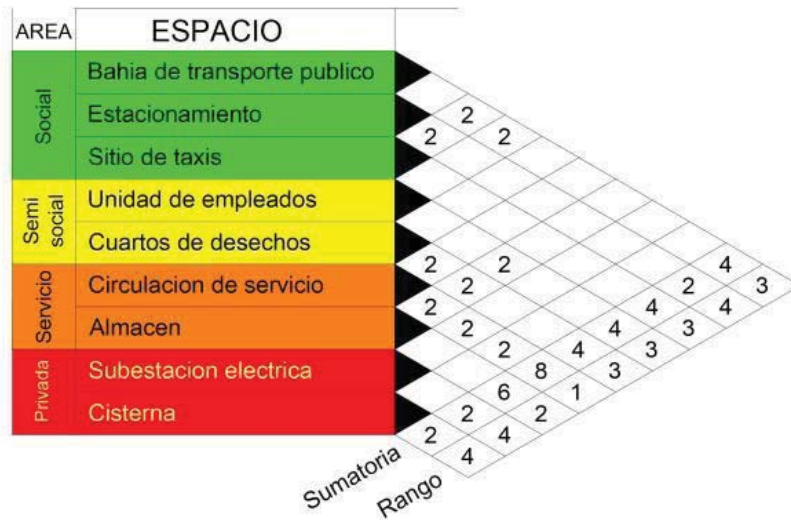 AREA ESPACIO
Social
Bahia de transporte publico
Estacionamiento
Sitio de taxis
Semi
social
Unidad de empleados
Cuartos de desechos
Servicio
Circulacion de servicio
Almacen
Privada
Subestacion electrica
Cisterna
2
2 2
2 2 4
2 2 3
2 4 4
2 4 3
2 4 3
8 3
6 1
2 2
2 4
4
Sumatoria
Rango